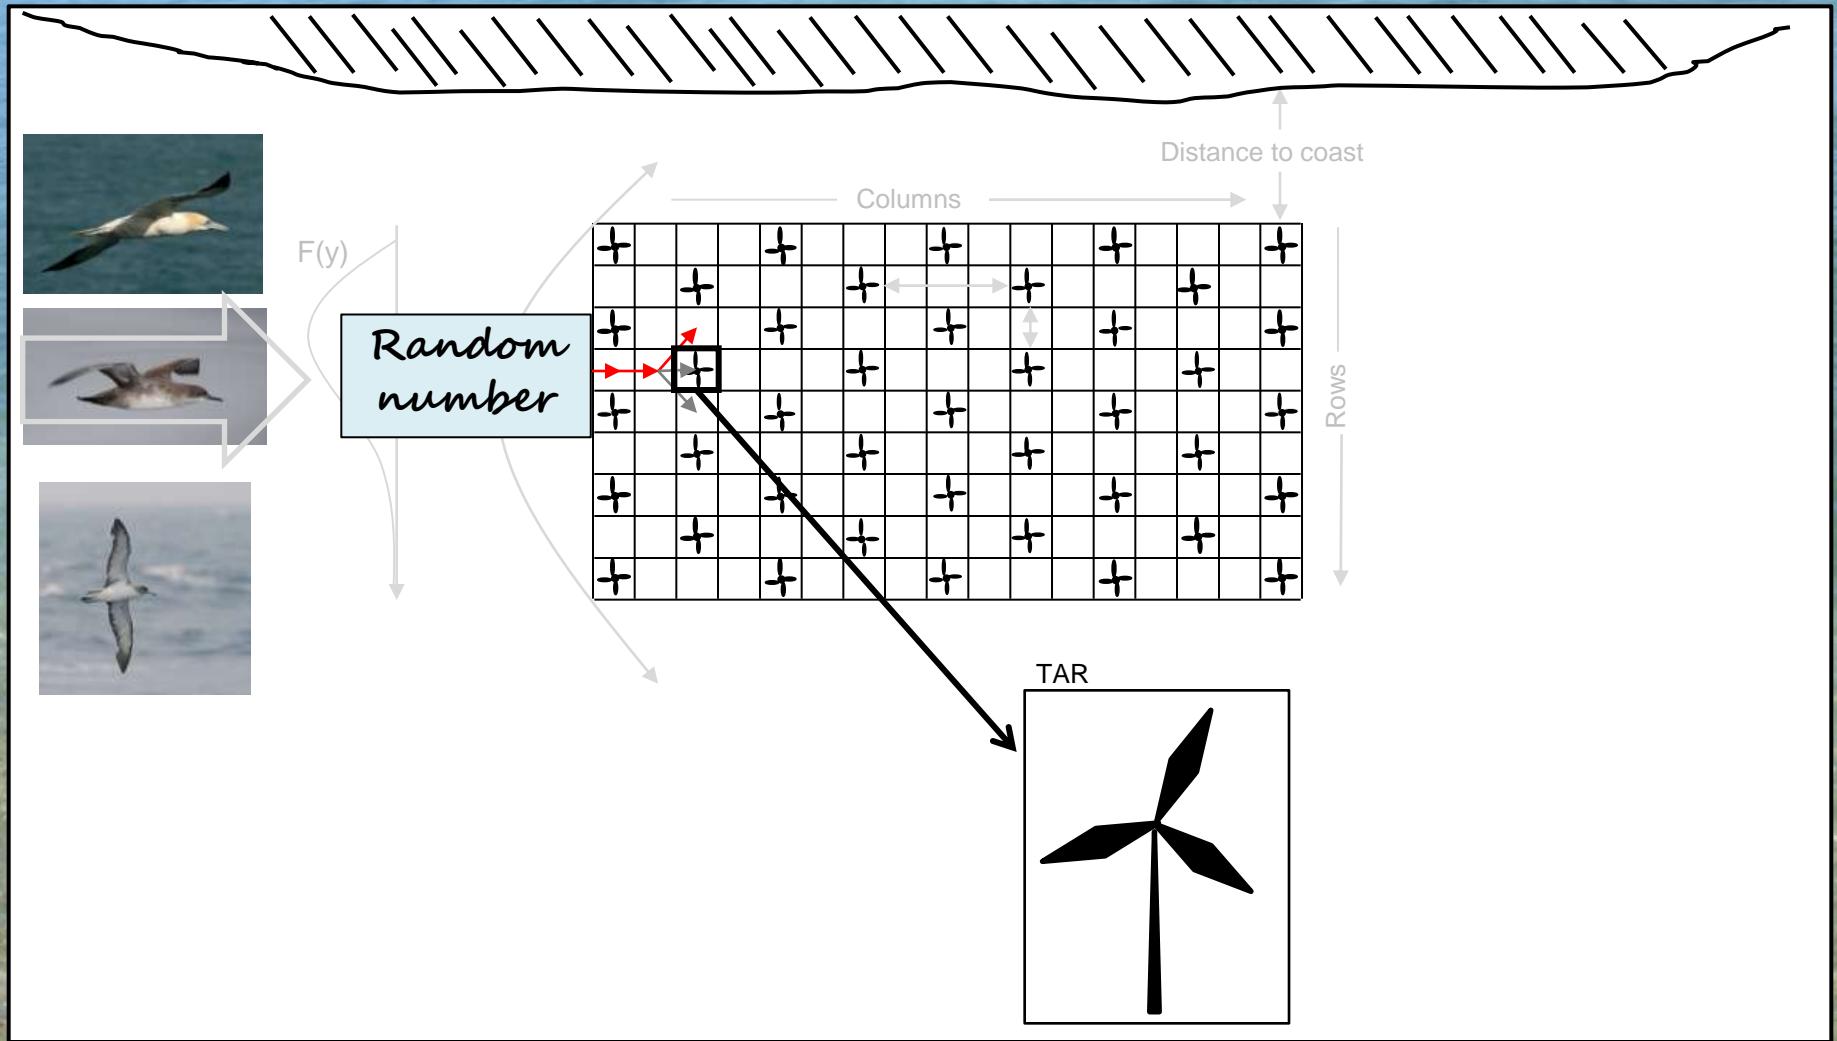 Distance to coast
Columns
F(y)
Random
number
Rows
TAR